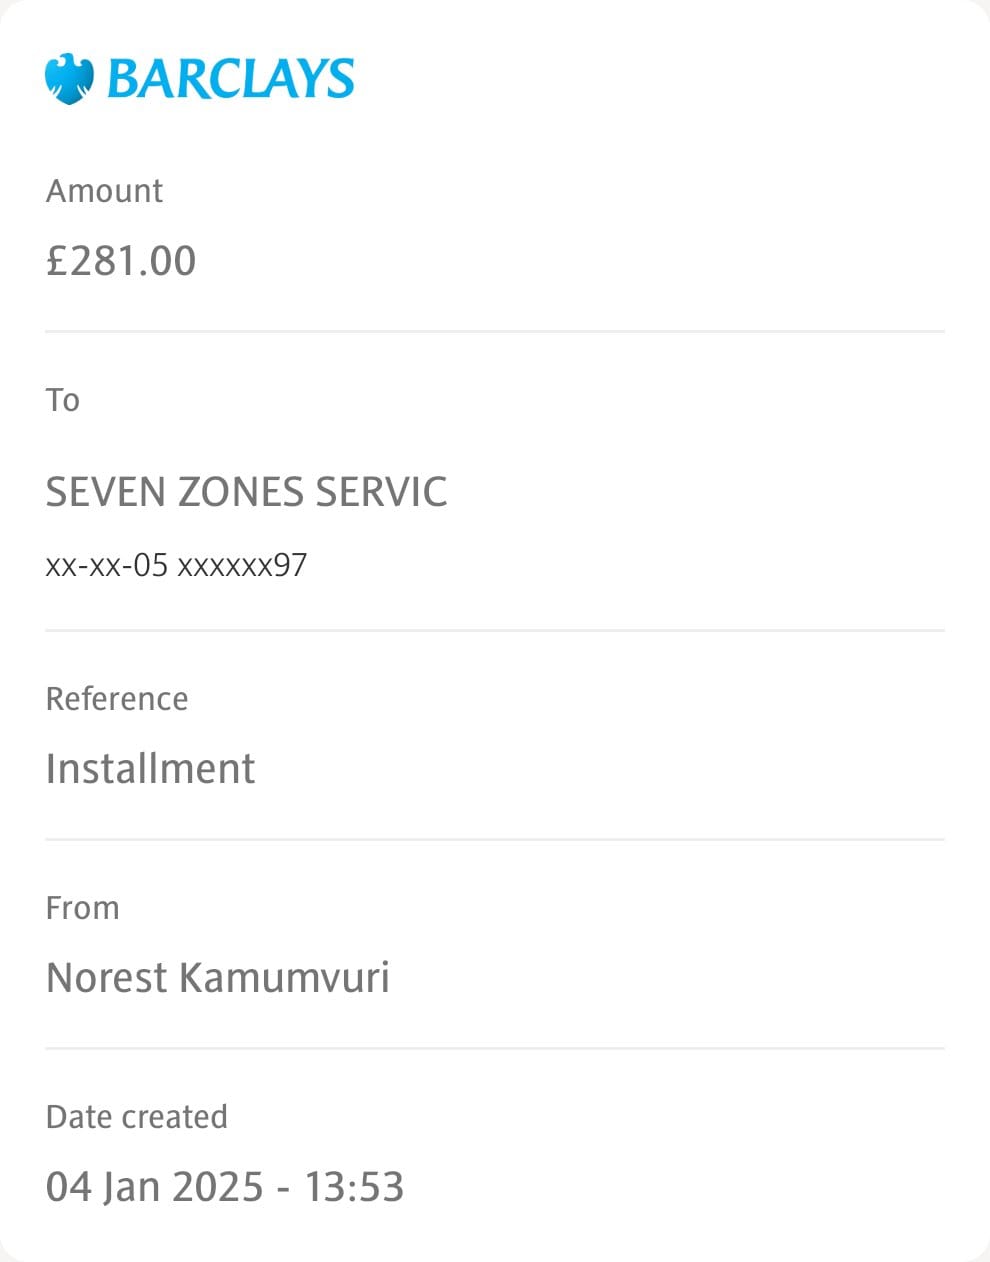 BARCLAYS
Amount
£281.00
To
SEVEN ZONES SERVIC
xx-xx-05 xxxxxx97
Reference
Installment
From
Norest Kamumvuri
Date created
04 Jan 2025 - 13:53